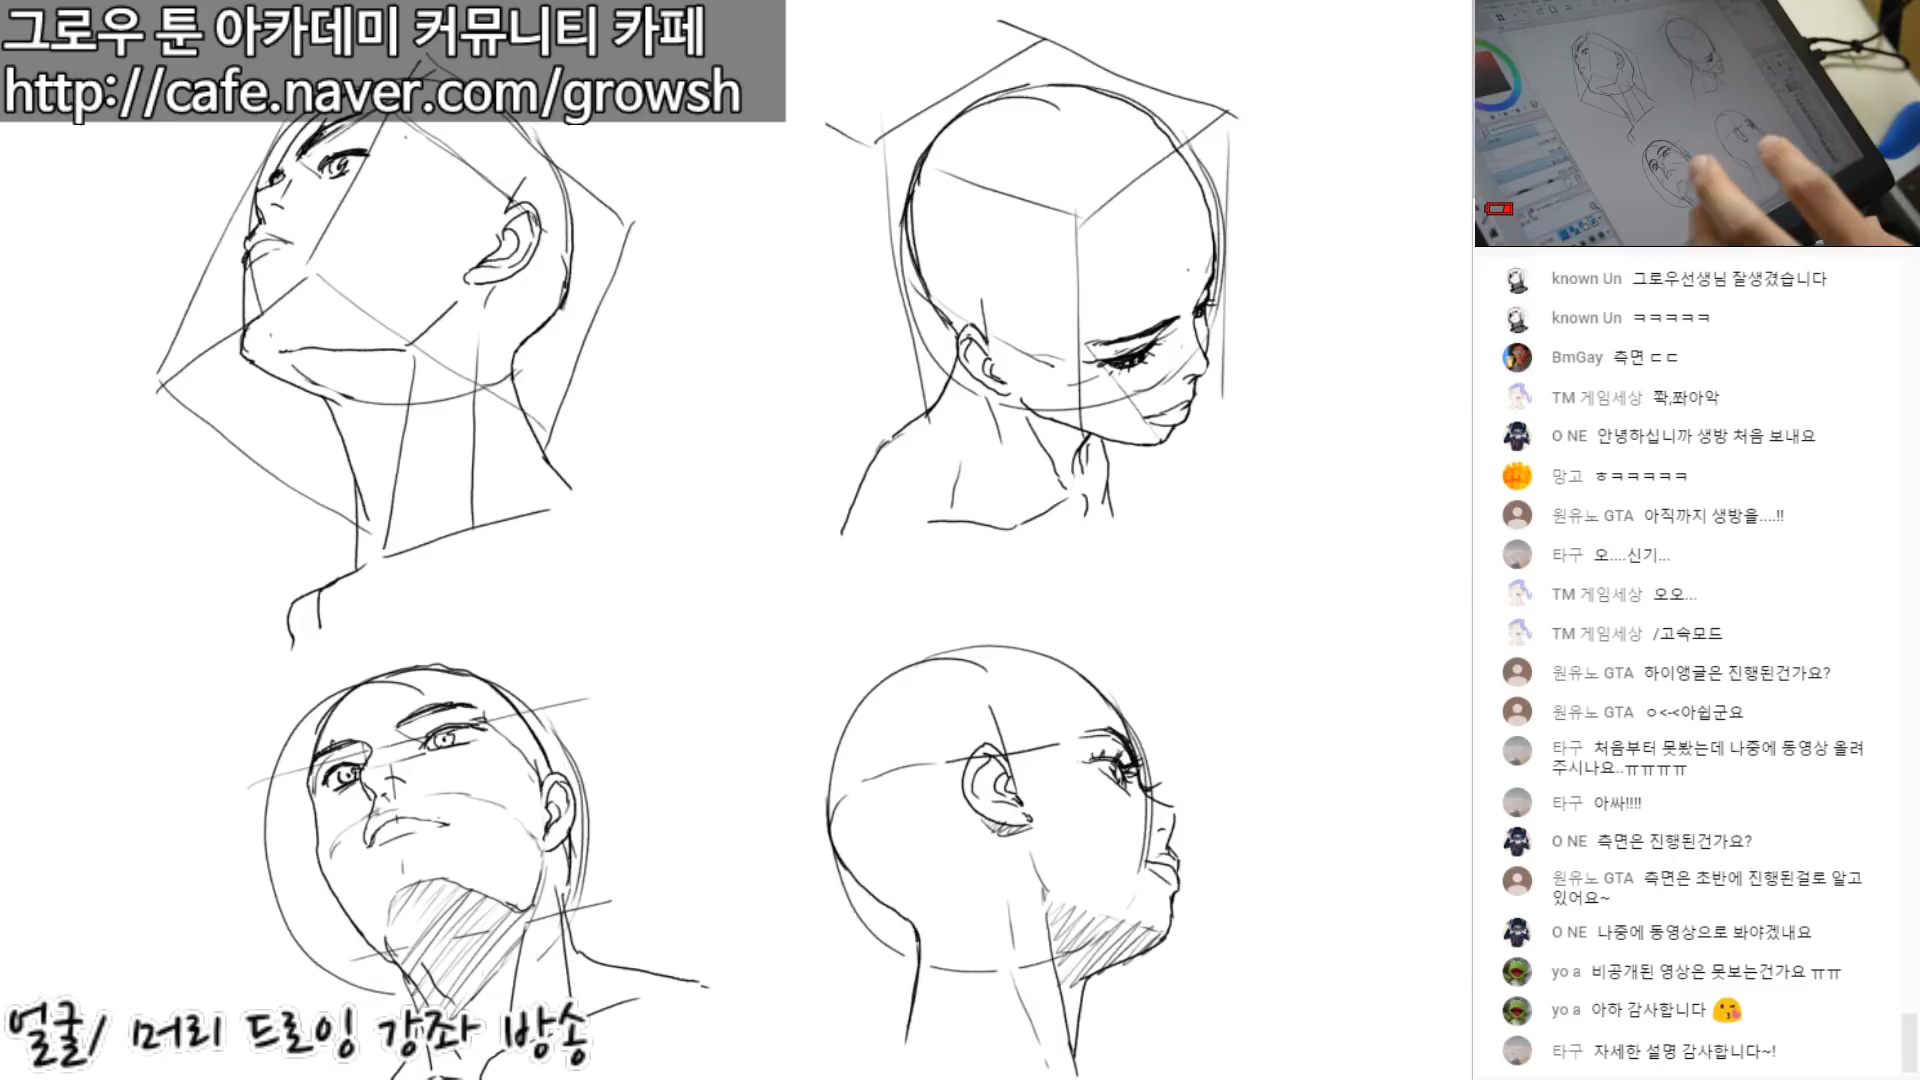 그로우 툰 아카데미 커뮤니티 카페
http://cafe.naver.com/growsh
known Un 그로우선생님 잘생겼습니다
known Un ㅋㅋㅋㅋㅋ
BmGay 측면 ㄷㄷ
TM 게임세상 쫙,쫘아악
O NE 안녕하십니까 생방 처음 보내요
망고 ㅎㅋㅋㅋㅋㅋ
원유노 GTA 아직까지 생방을....!!
타구 오....신기...
TM 게임세상 오오...
TM 게임세상 /고속모드
원유노 GTA 하이앵글은 진행된건가요?
원유노 GTA ㅇ<-<아쉽군요
타구 처음부터 못봤는데 나중에 동영상 올려
주시나요..ㅠㅠㅠㅠ
타구 아싸!!!!
O NE 측면은 진행된건가요?
원유노 GTA 측면은 초반에 진행된걸로 알고
있어요~
O NE 나중에 동영상으로 봐야겠내요
yo a 비공개된 영상은 못보는건가요 ㅠㅠ
yo a 아하 감사합니다 😘
타구 자세한 설명 감사합니다~!
얼굴/ 머리 드로잉 강좌 방송